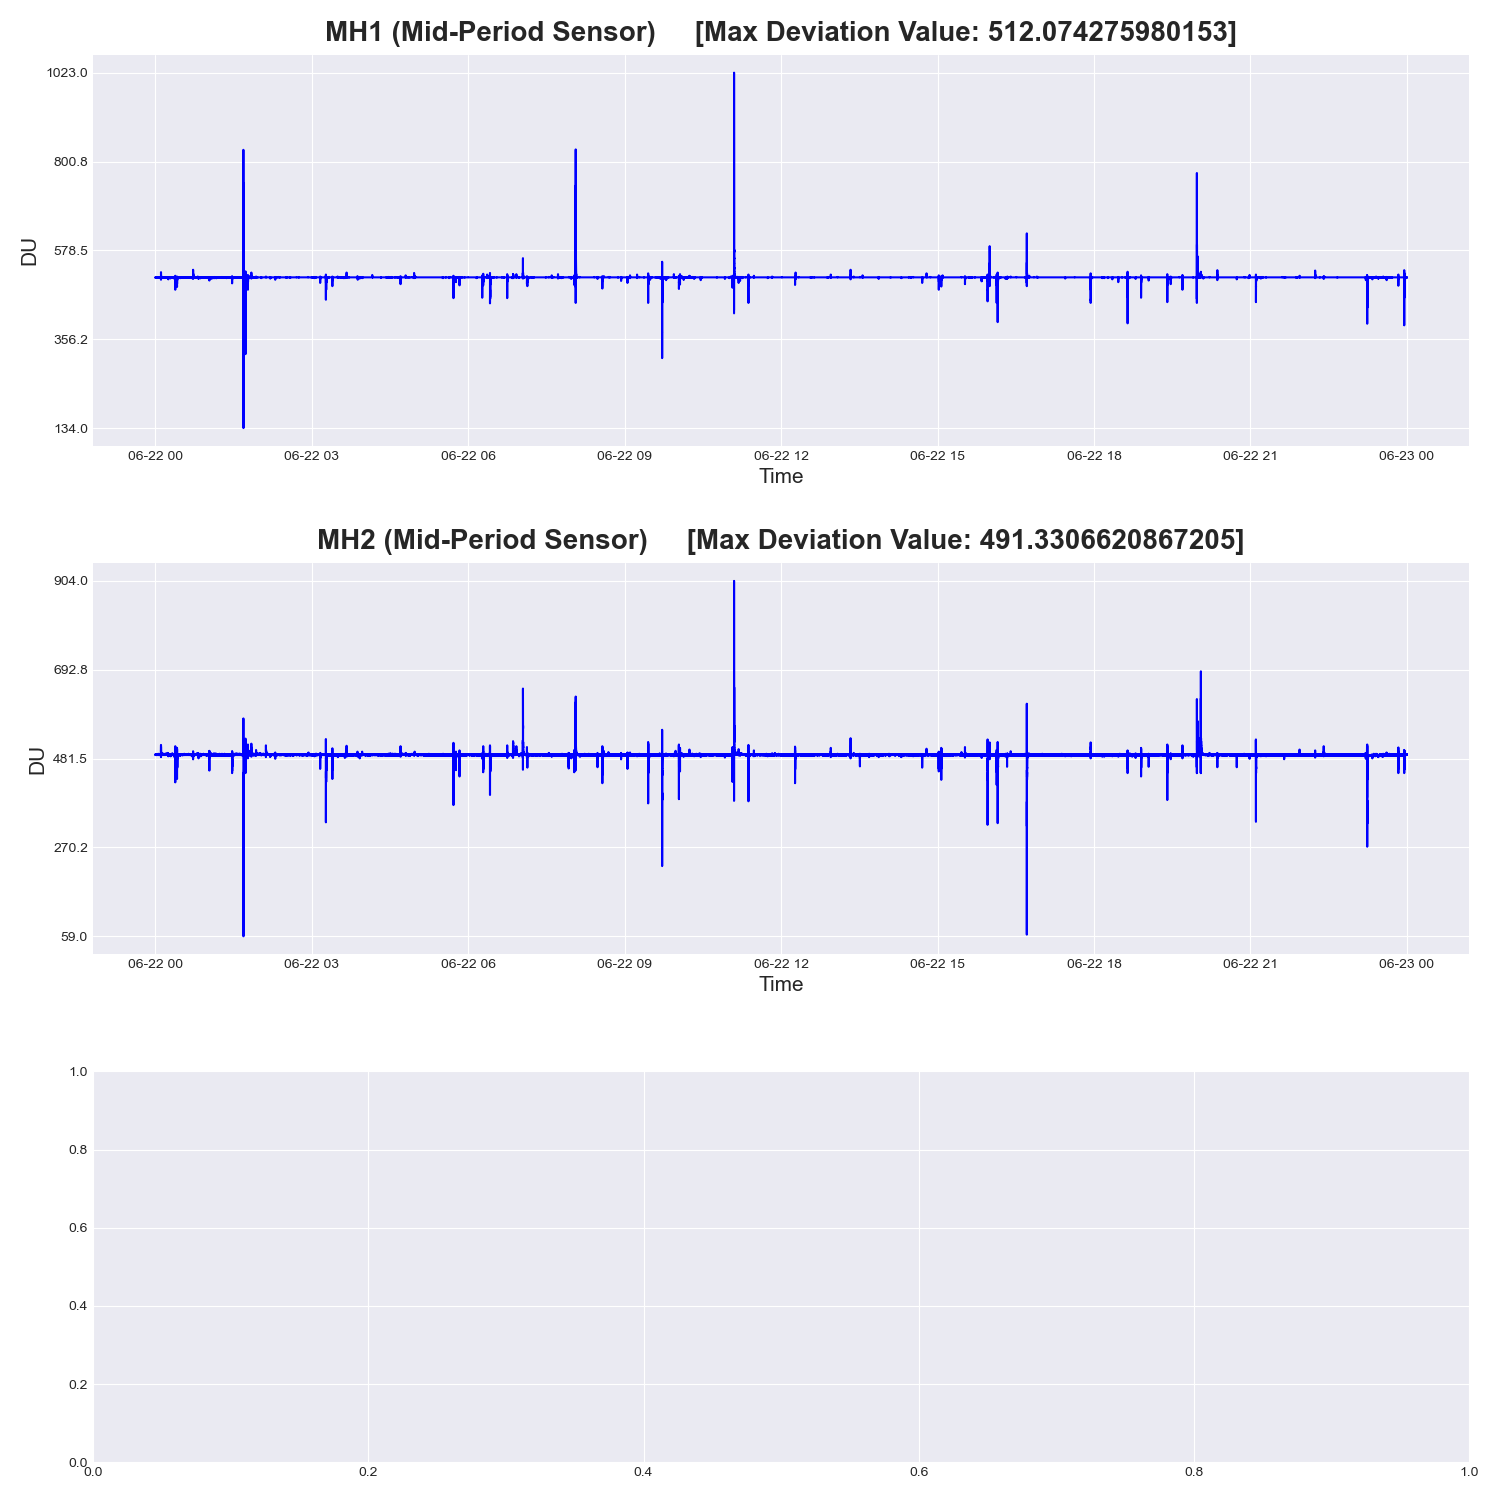 MH1 (Mid-Period Sensor) [Max Deviation Value: 512.074275980153]
1023.0
800.8
578.5
356.2
134.0
DU
06-22 00 06-22 03 06-22 06 06-22 09 06-22 12 06-22 15 06-22 18 06-22 21 06-23 00
Time
MH2 (Mid-Period Sensor) [Max Deviation Value: 491.3306620867205]
904.0
692.8
481.5
270.2
59.0
DU
06-22 00 06-22 03 06-22 06 06-22 09 06-22 12 06-22 15 06-22 18 06-22 21 06-23 00
Time
1.0
0.8
0.6
0.4
0.2
0.0
0.0 0.2 0.4 0.6 0.8 1.0